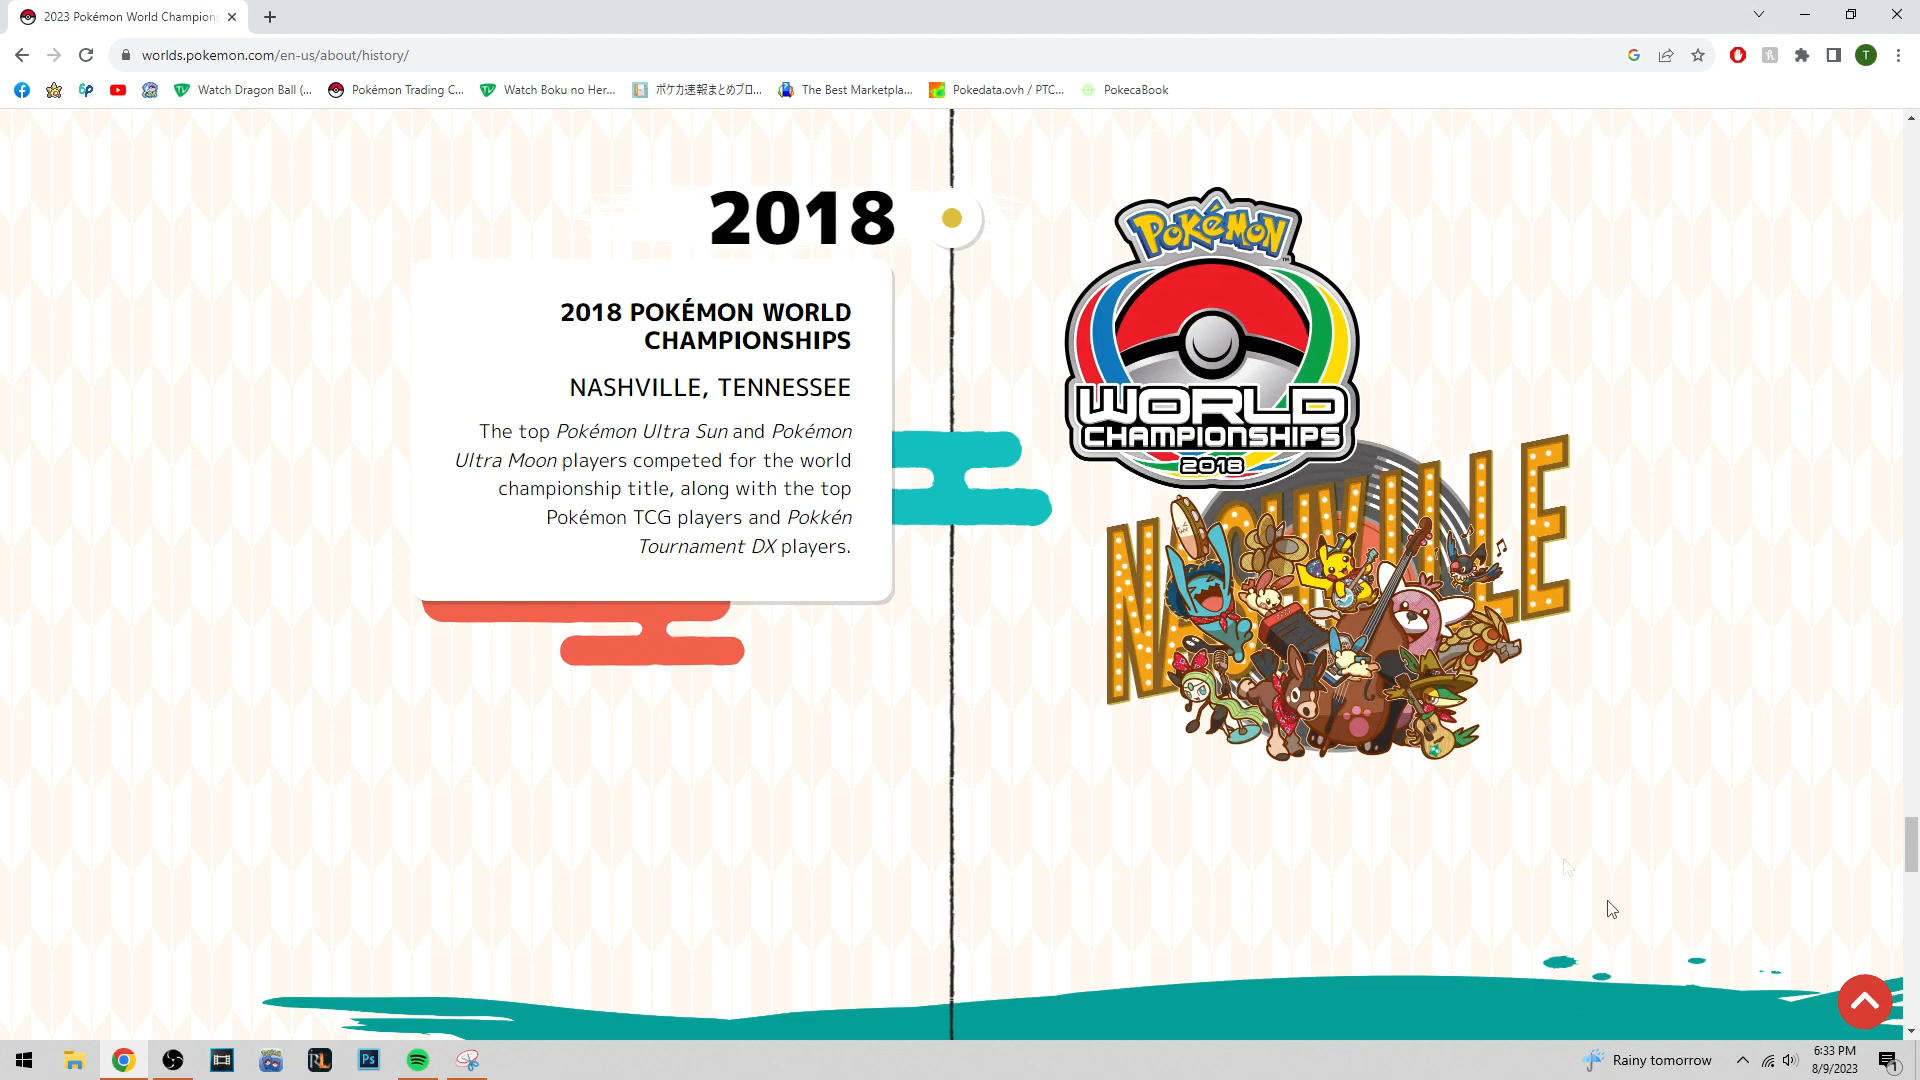 2023 Pokémon World Champion
worlds.pokemon.com/en-us/about/history/
T
Watch Dragon Ball (...
Pokémon Trading C...
Watch Boku no Her...
ポケカ速報まとめブロ...
The Best Marketpla...
Pokedata.ovh / PTC...
PokecaBook
2018
2018 POKÉMON WORLD
CHAMPIONSHIPS
NASHVILLE, TENNESSEE
The top Pokémon Ultra Sun and Pokémon
Ultra Moon players competed for the world
championship title, along with the top
Pokémon TCG players and Pokkén
Tournament DX players.
POKéMON
WORLD
CHAMPIONSHIPS
2018
NASHVILLE
Rainy tomorrow
6:33 PM
8/9/2023
1
Ps
RL